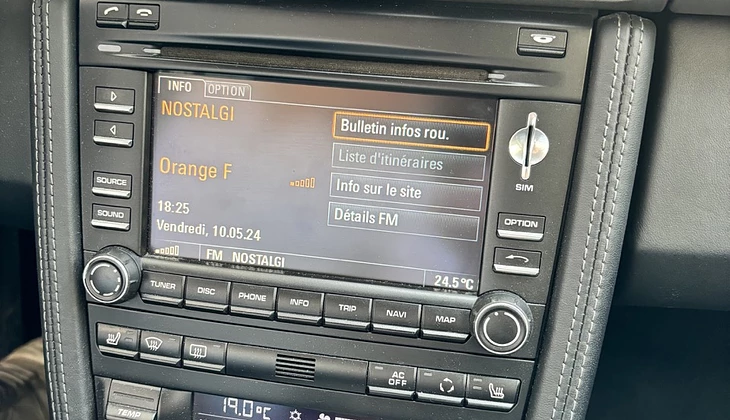 INFO OPTION
NOSTALGI
Bulletin infos rou.
Liste d'itinéraires
Orange F
Info sur le site
18:25
Détails FM
Vendredi, 10.05.24
FM NOSTALGI
24.5°C
SOURCE
SOUND
SIM
OPTION
TUNER DISC PHONE INFO TRIP NAVI MAP
AC OFF
TEMP
19.0°C